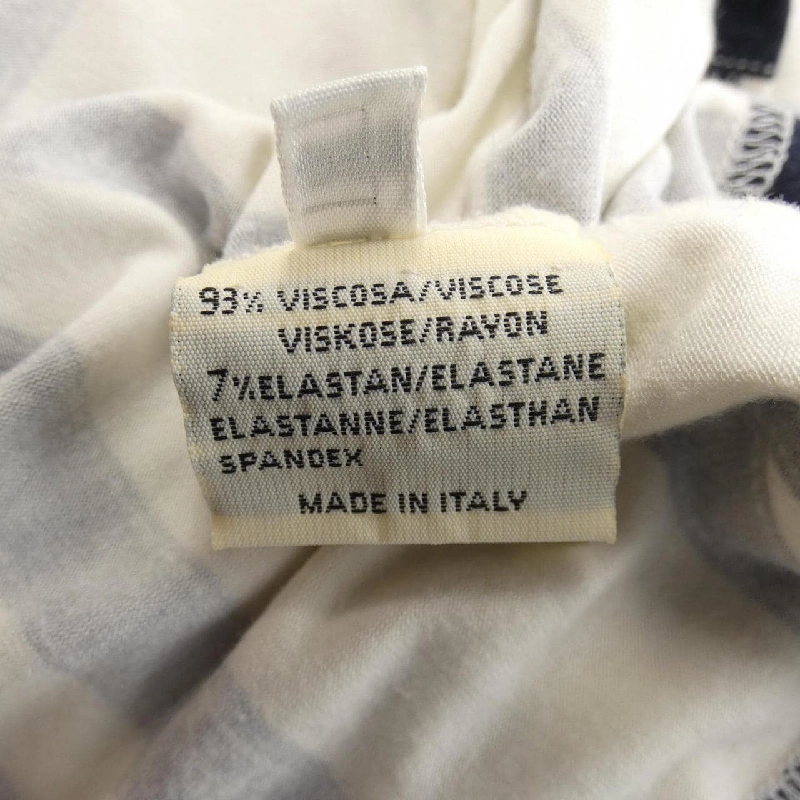 93% VISCOSA/VISCOSE
VISKOSE/RAYON
7%ELASTAN/ELASTANE
ELASTANNE/ELASTHAN
SPANDEX
MADE IN ITALY